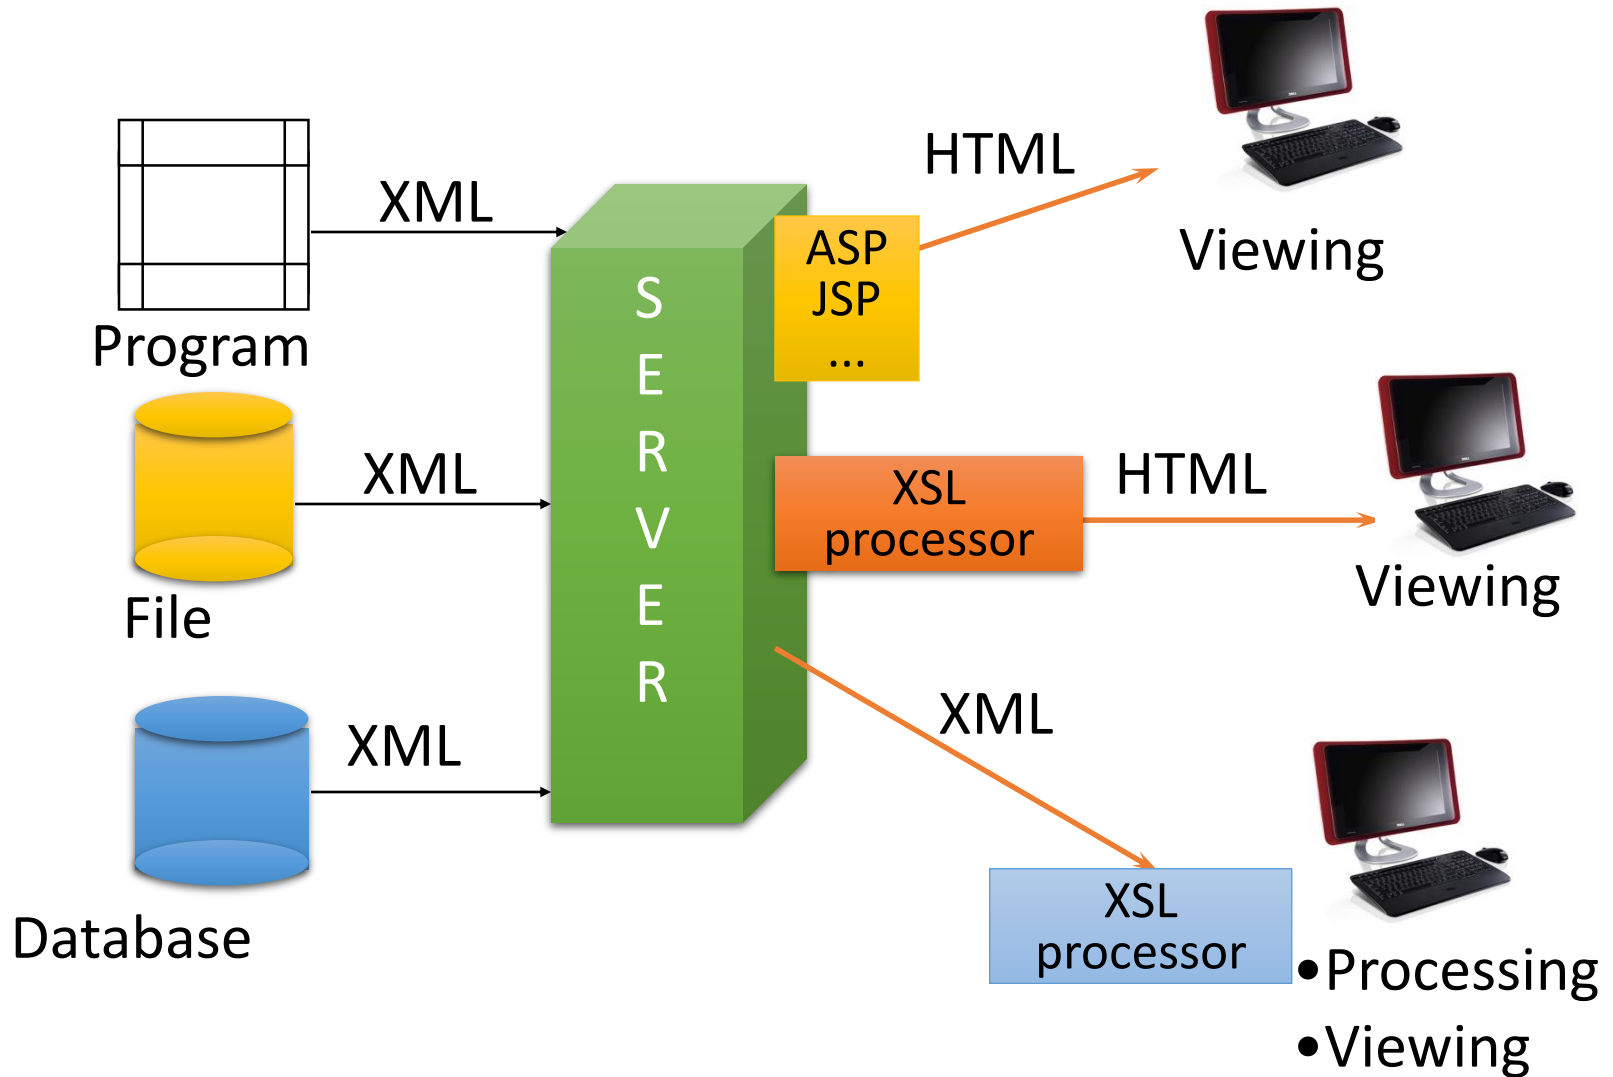 HTML
Viewing
XML
Program
S
E
R
V
E
R
ASP
JSP
...
XML
File
XSL
processor
HTML
Viewing
XML
Database
XML
XSL
processor
•Processing
•Viewing